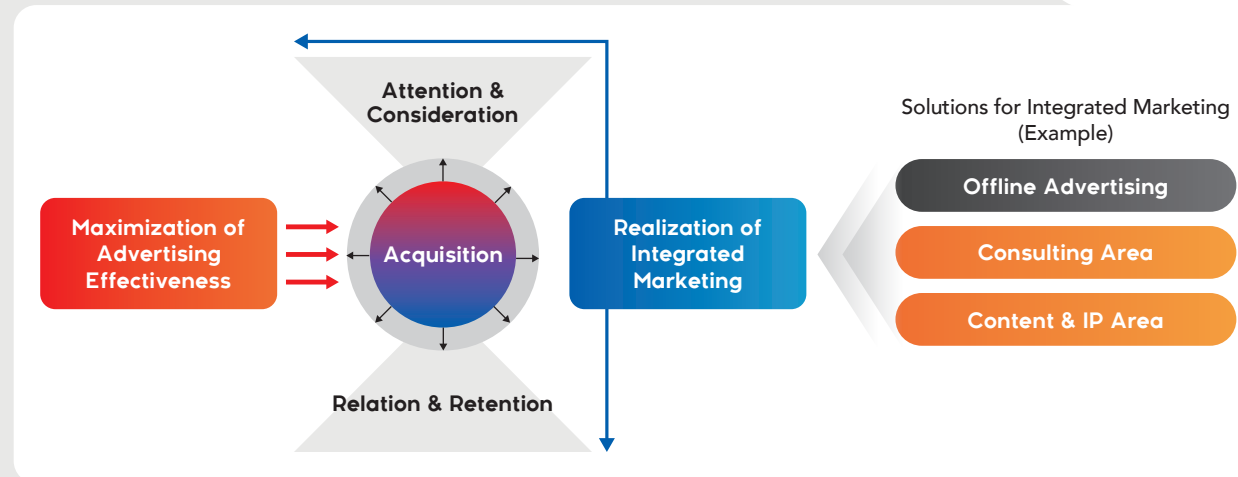 Attention &
Consideration
Maximization of
Advertising
Effectiveness
Acquisition
Relation & Retention
Realization of
Integrated
Marketing
Solutions for Integrated Marketing
(Example)
Offline Advertising
Consulting Area
Content & IP Area